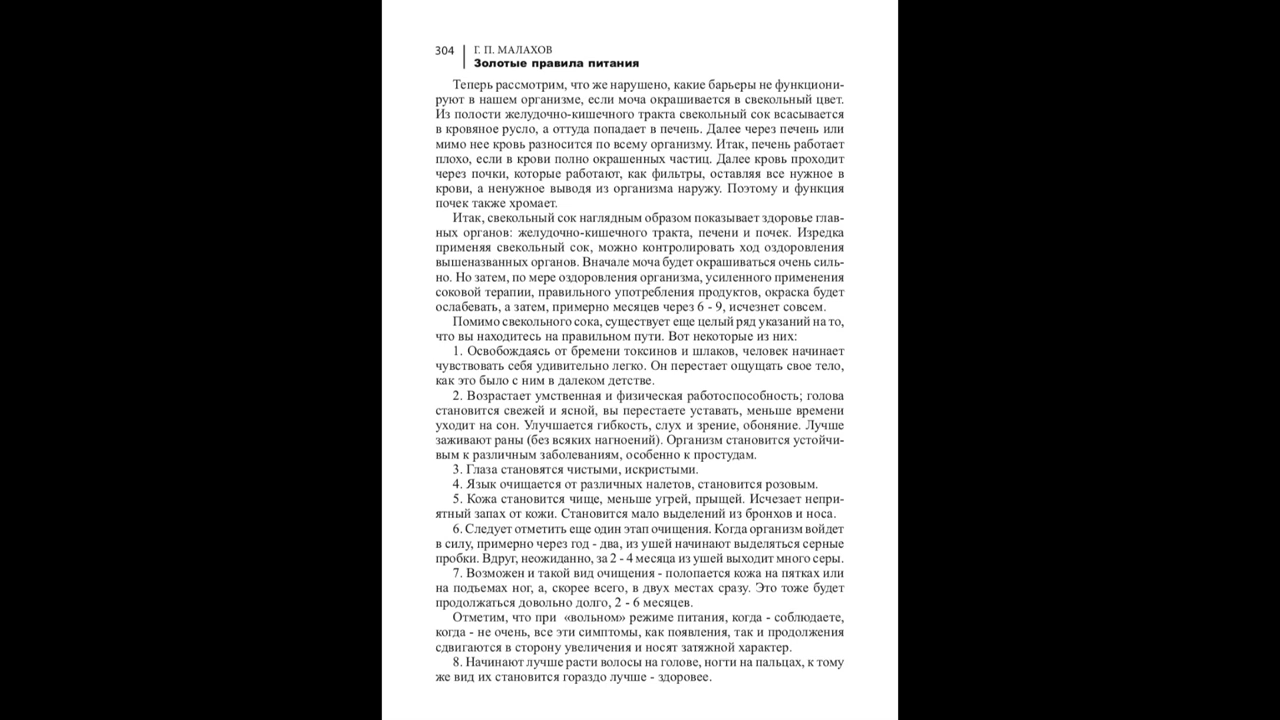 304
Г. П. МАЛАХОВ
Золотые правила питания
Теперь рассмотрим, что же нарушено, какие барьеры не функциони-
руют в нашем организме, если моча окрашивается в свекольный цвет.
Из полости желудочно-кишечного тракта свекольный сок всасывается
в кровяное русло, а оттуда попадает в печень. Далее через печень или
мимо нее кровь разносится по всему организму. Итак, печень работает
плохо, если в крови полно окрашенных частиц. Далее кровь проходит
через почки, которые работают, как фильтры, оставляя все нужное в
крови, а ненужное выводя из организма наружу. Поэтому и функция
почек также хромает.
Итак, свекольный сок наглядным образом показывает здоровье глав-
ных органов: желудочно-кишечного тракта, печени и почек. Изредка
применяя свекольный сок, можно контролировать ход оздоровления
вышеназванных органов. Вначале моча будет окрашиваться очень силь-
но. Но затем, по мере оздоровления организма, усиленного применения
соковой терапии, правильного употребления продуктов, окраска будет
ослабевать, а затем, примерно месяцев через 6 - 9, исчезнет совсем.
Помимо свекольного сока, существует еще целый ряд указаний на то,
что вы находитесь на правильном пути. Вот некоторые из них:
1. Освобождаясь от бремени токсинов и шлаков, человек начинает
чувствовать себя удивительно легко. Он перестает ощущать свое тело,
как это было с ним в далеком детстве.
2. Возрастает умственная и физическая работоспособность; голова
становится свежей и ясной, вы перестаете уставать, меньше времени
уходит на сон. Улучшается гибкость, слух и зрение, обоняние. Лучше
заживают раны (без всяких нагноений). Организм становится устойчи-
вым к различным заболеваниям, особенно к простудам.
3. Глаза становятся чистыми, искристыми.
4. Язык очищается от различных налетов, становится розовым.
5. Кожа становится чище, меньше угрей, прыщей. Исчезает непри-
ятный запах от кожи. Становится мало выделений из бронхов и носа.
6. Следует отметить еще один этап очищения. Когда организм войдет
в силу, примерно через год - два, из ушей начинают выделяться серные
пробки. Вдруг, неожиданно, за 2 - 4 месяца из ушей выходит много серы.
7. Возможен и такой вид очищения - полопается кожа на пятках или
на подъемах ног, а, скорее всего, в двух местах сразу. Это тоже будет
продолжаться довольно долго, 2 - 6 месяцев.
Отметим, что при «вольном» режиме питания, когда - соблюдаете,
когда - не очень, все эти симптомы, как появления, так и продолжения
сдвигаются в сторону увеличения и носят затяжной характер.
8. Начинают лучше расти волосы на голове, ногти на пальцах, к тому
же вид их становится гораздо лучше - здоровее.